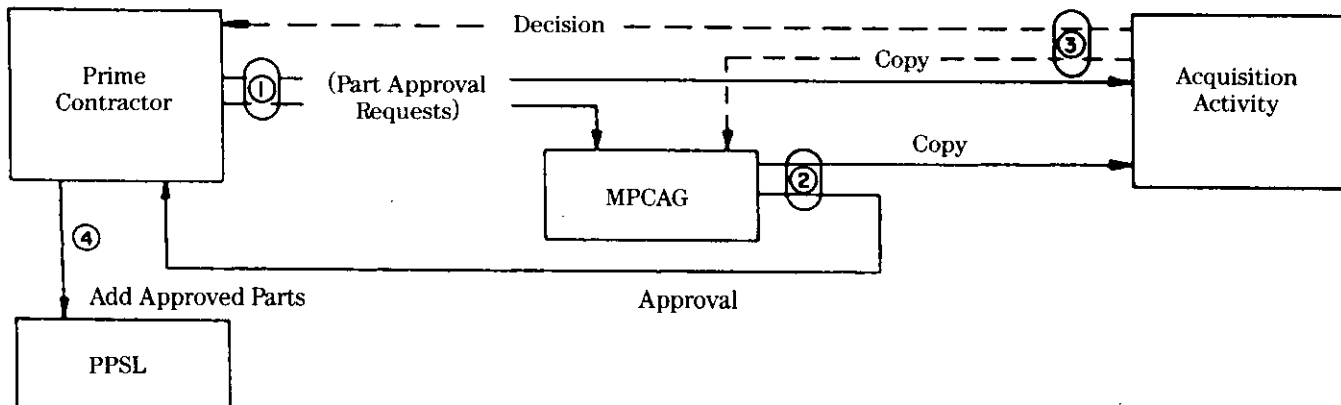 Decision
③
Copy
Prime
Contractor
①
(Part Approval
Requests)
Acquisition
Activity
Copy
MPCAG
②
④
Add Approved Parts
Approval
PPSL